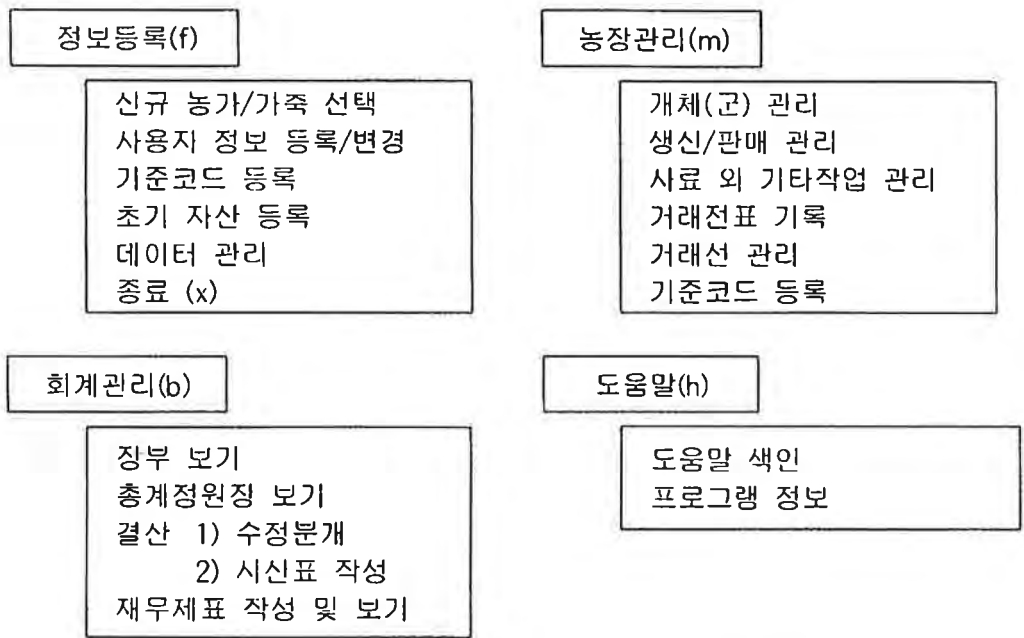 정보등록(f)
신규 농가/가죽 선택
사용자 정보 등록/변경
기준코드 등록
초기 자산 등록
데이터 관리
종료 (x)
농장관리(m)
개체(군) 관리
생신/판매 관리
사료 외 기타작업 관리
거래전표 기록
거래선 관리
기준코드 등록
회계관리(b)
장부 보기
총계정원장 보기
결산 1) 수정분개
2) 시신표 작성
재무제표 작성 및 보기
도움말(h)
도움말 색인
프로그램 정보